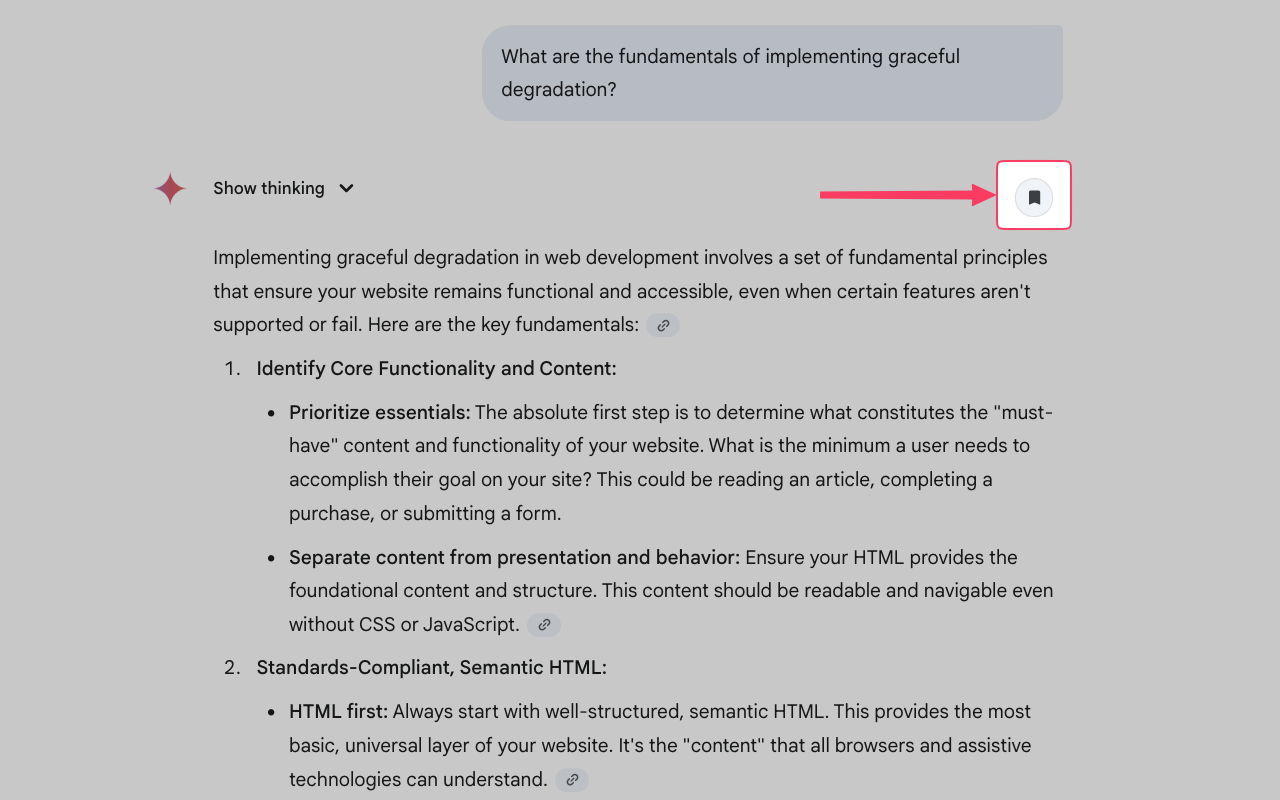 What are the fundamentals of implementing graceful
degradation?
Show thinking
Implementing graceful degradation in web development involves a set of fundamental principles
that ensure your website remains functional and accessible, even when certain features aren't
supported or fail. Here are the key fundamentals:
1. Identify Core Functionality and Content:
• Prioritize essentials: The absolute first step is to determine what constitutes the "must-
have" content and functionality of your website. What is the minimum a user needs to
accomplish their goal on your site? This could be reading an article, completing a
purchase, or submitting a form.
• Separate content from presentation and behavior: Ensure your HTML provides the
foundational content and structure. This content should be readable and navigable even
without CSS or JavaScript.
2. Standards-Compliant, Semantic HTML:
• HTML first: Always start with well-structured, semantic HTML. This provides the most
basic, universal layer of your website. It's the "content" that all browsers and assistive
technologies can understand.